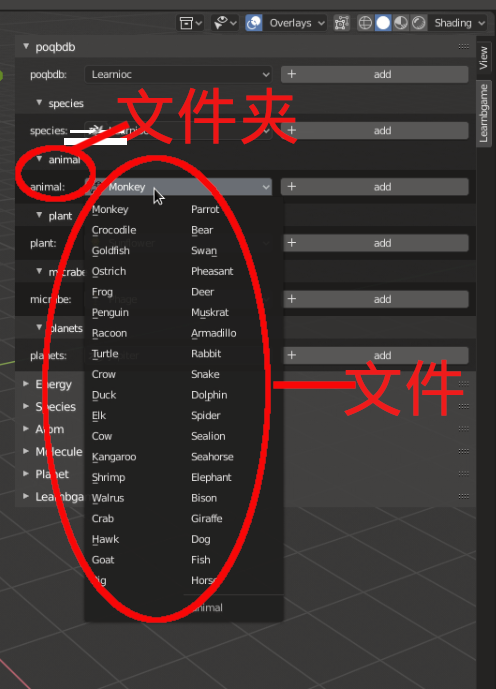 Overlays
Shading
poqbdb
poqbdb: Learnioc + add
species
文件夹
species: + add
animal
animal: Monkey + add
Monkey Parrot
Crocodile Bear
Goldfish Swan
Ostrich Pheasant
Frog Deer
Penguin Muskrat
Racoon Armadillo
Turtle Rabbit
Crow Snake
Duck Dolphin
Elk Spider
Cow Sealion
Kangaroo Seahorse
Shrimp Elephant
Walrus Bison
Crab Giraffe
Hawk Dog
Goat Fish
Pig Horse
animal
plant
plant: + add
micrabe
micrabe: + add
planets
planets: + add
文件
Energy
Species
Atom
Molecule
Planet
Learnbga
View
Learnbgame